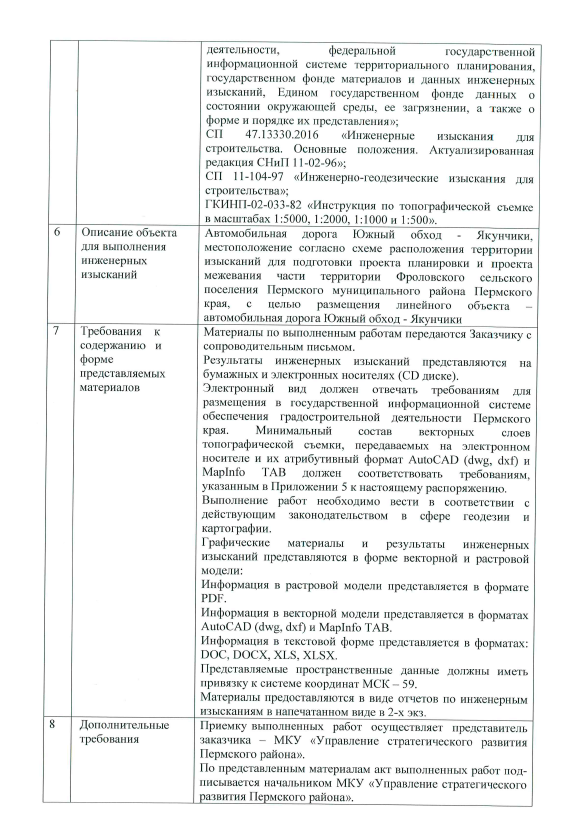 деятельности, федеральной государственной
информационной системе территориального планирования,
государственном фонде материалов и данных инженерных
изысканий, Едином государственном фонде данных о
состоянии окружающей среды, ее загрязнении, а также о
форме и порядке их представления»;
СП 47.13330.2016 «Инженерные изыскания для
строительства. Основные положения. Актуализированная
редакция СНиП 11-02-96»;
СП 11-104-97 «Инженерно-геодезические изыскания для
строительства»;
ГКИНП-02-033-82 «Инструкция по топографической съемке
в масштабах 1:5000, 1:2000, 1:1000 и 1:500».
6 Описание объекта
для выполнения
инженерных
изысканий
Автомобильная дорога Южный обход - Якунчики,
местоположение согласно схеме расположения территории
изысканий для подготовки проекта планировки и проекта
межевания части территории Фроловского сельского
поселения Пермского муниципального района Пермского
края, с целью размещения линейного объекта –
автомобильная дорога Южный обход - Якунчики
7 Требования к
содержанию и
форме
представляемых
материалов
Материалы по выполненным работам передаются Заказчику с
сопроводительным письмом.
Результаты инженерных изысканий представляются на
бумажных и электронных носителях (CD диске).
Электронный вид должен отвечать требованиям для
размещения в государственной информационной системе
обеспечения градостроительной деятельности Пермского
края. Минимальный состав векторных слоев
топографической съемки, передаваемых на электронном
носителе и их атрибутивный формат AutoCAD (dwg, dxf) и
MapInfo TAB должен соответствовать требованиям,
указанным в Приложении 5 к настоящему распоряжению.
Выполнение работ необходимо вести в соответствии с
действующим законодательством в сфере геодезии и
картографии.
Графические материалы и результаты инженерных
изысканий представляются в форме векторной и растровой
модели:
Информация в растровой модели представляется в формате
PDF.
Информация в векторной модели представляется в форматах
AutoCAD (dwg, dxf) и MapInfo TAB.
Информация в текстовой форме представляется в форматах:
DOC, DOCX, XLS, XLSX.
Представляемые пространственные данные должны иметь
привязку к системе координат МСК – 59.
Материалы предоставляются в виде отчетов по инженерным
изысканиям в напечатанном виде в 2-х экз.
8 Дополнительные
требования
Приемку выполненных работ осуществляет представитель
заказчика – МКУ «Управление стратегического развития
Пермского района».
По представленным материалам акт выполненных работ под-
писывается начальником МКУ «Управление стратегического
развития Пермского района».